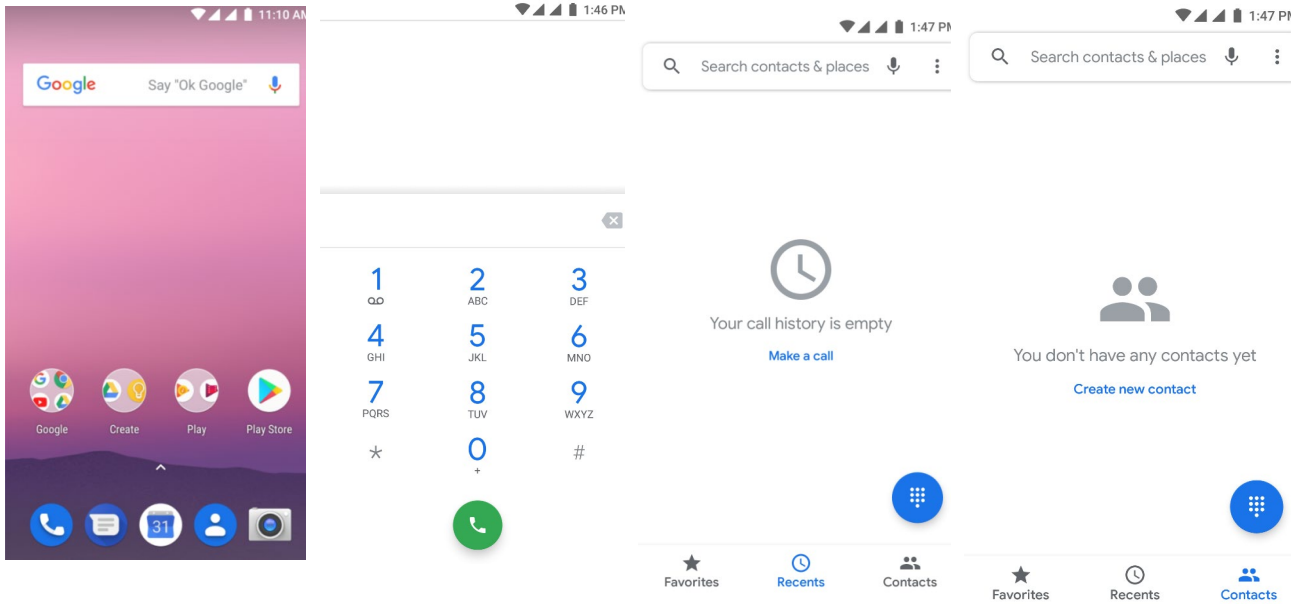 11:10 AM
Google Say "Ok Google"
Google Create Play Play Store
31
1:46 PM
1 2 3
ABC DEF
4 5 6
GHI JKL MNO
7 8 9
PQRS TUV WXYZ
* 0 #
+
1:47 PM
Search contacts & places
Your call history is empty
Make a call
Favorites Recents Contacts
1:47 PM
Search contacts & places
You don't have any contacts yet
Create new contact
Favorites Recents Contacts